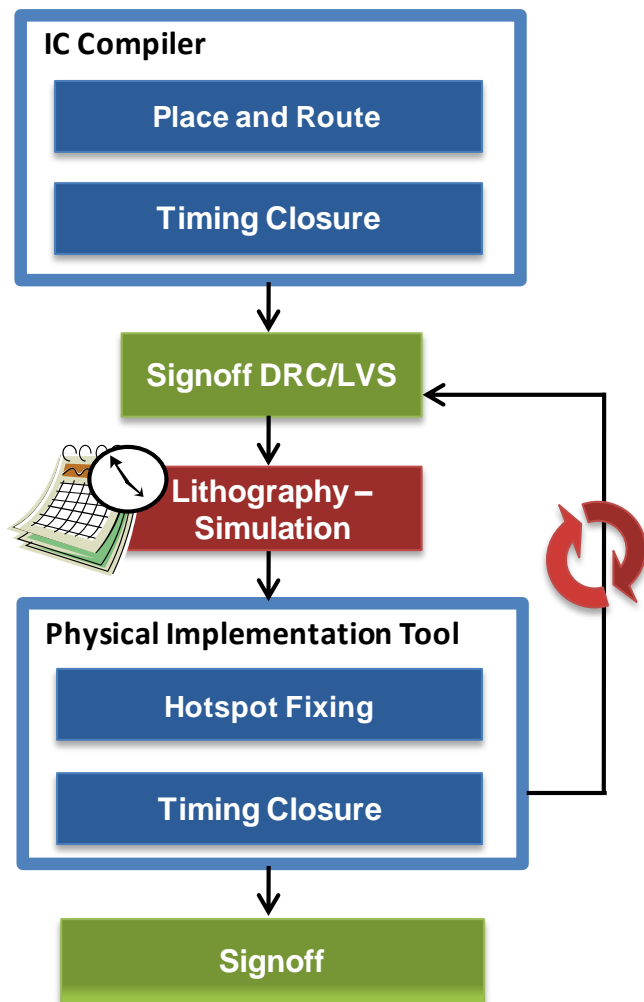 IC Compiler
Place and Route
Timing Closure
Signoff DRC/LVS
Lithography –
Simulation
Physical Implementation Tool
Hotspot Fixing
Timing Closure
Signoff